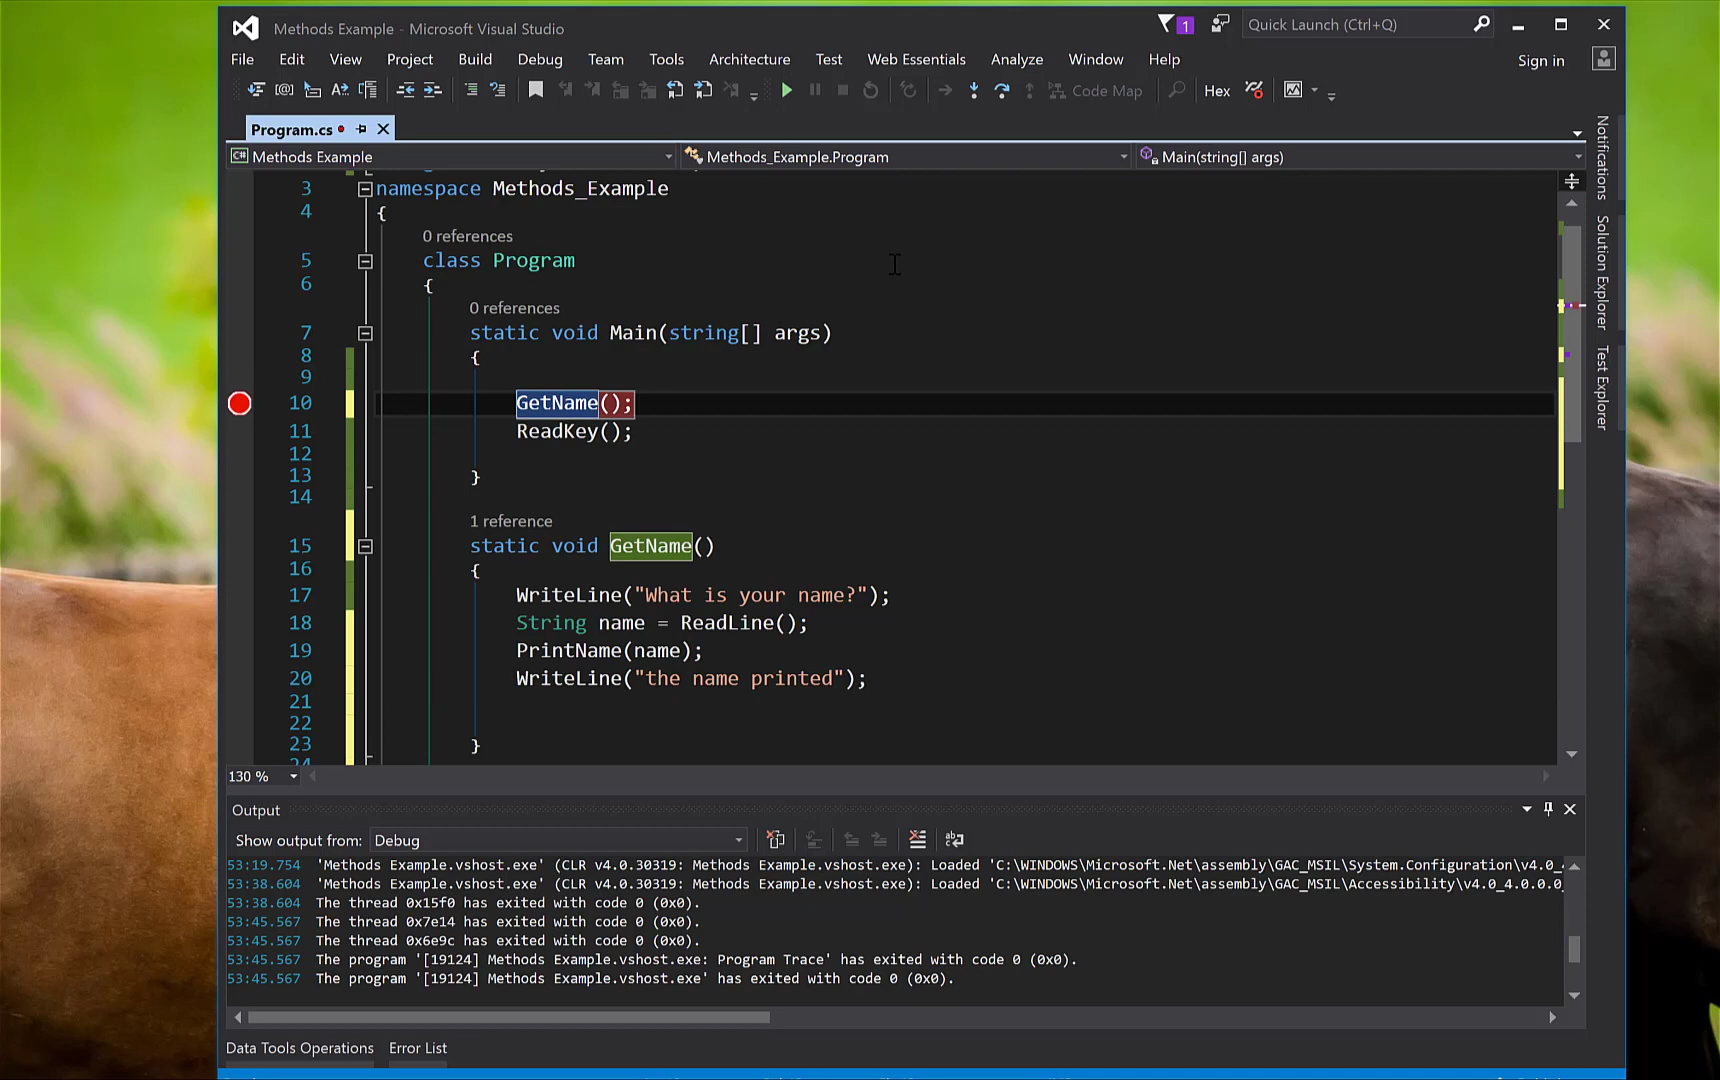 Methods Example - Microsoft Visual Studio
1
Quick Launch (Ctrl+Q)
File Edit View Project Build Debug Team Tools Architecture Test Web Essentials Analyze Window Help
Sign in
Code Map Hex
Program.cs
C# Methods Example
Methods_Example.Program
Main(string[] args)
3 namespace Methods_Example
4 {
0 references
5 class Program
6 {
0 references
7 static void Main(string[] args)
8 {
9
10 GetName();
11 ReadKey();
12
13 }
14
1 reference
15 static void GetName()
16 {
17 WriteLine("What is your name?");
18 String name = ReadLine();
19 PrintName(name);
20 WriteLine("the name printed");
21
22
23 }
24
130 %
Notifications
Solution Explorer
Test Explorer
Output
Show output from: Debug
53:19.754 'Methods Example.vshost.exe' (CLR v4.0.30319: Methods Example.vshost.exe): Loaded 'C:\WINDOWS\Microsoft.Net\assembly\GAC_MSIL\System.Configuration\v4.0_
53:38.604 'Methods Example.vshost.exe' (CLR v4.0.30319: Methods Example.vshost.exe): Loaded 'C:\WINDOWS\Microsoft.Net\assembly\GAC_MSIL\Accessibility\v4.0_4.0.0.0_
53:38.604 The thread 0x15f0 has exited with code 0 (0x0).
53:45.567 The thread 0x7e14 has exited with code 0 (0x0).
53:45.567 The thread 0x6e9c has exited with code 0 (0x0).
53:45.567 The program '[19124] Methods Example.vshost.exe: Program Trace' has exited with code 0 (0x0).
53:45.567 The program '[19124] Methods Example.vshost.exe' has exited with code 0 (0x0).
Data Tools Operations Error List